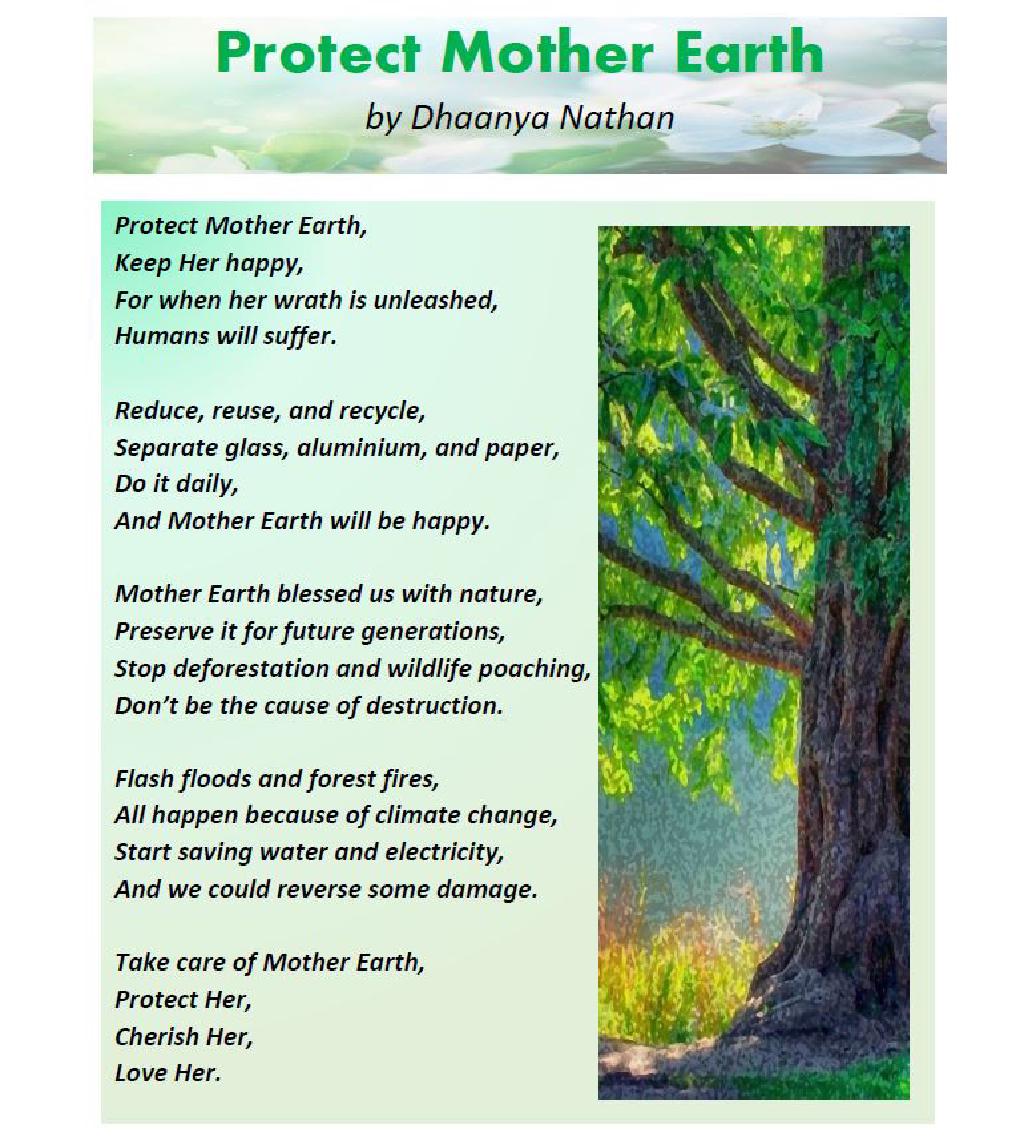 Protect Mother Earth
by Dhaanya Nathan
Protect Mother Earth,
Keep Her happy,
For when her wrath is unleashed,
Humans will suffer.
Reduce, reuse, and recycle,
Separate glass, aluminium, and paper,
Do it daily,
And Mother Earth will be happy.
Mother Earth blessed us with nature,
Preserve it for future generations,
Stop deforestation and wildlife poaching,
Don’t be the cause of destruction.
Flash floods and forest fires,
All happen because of climate change,
Start saving water and electricity,
And we could reverse some damage.
Take care of Mother Earth,
Protect Her,
Cherish Her,
Love Her.